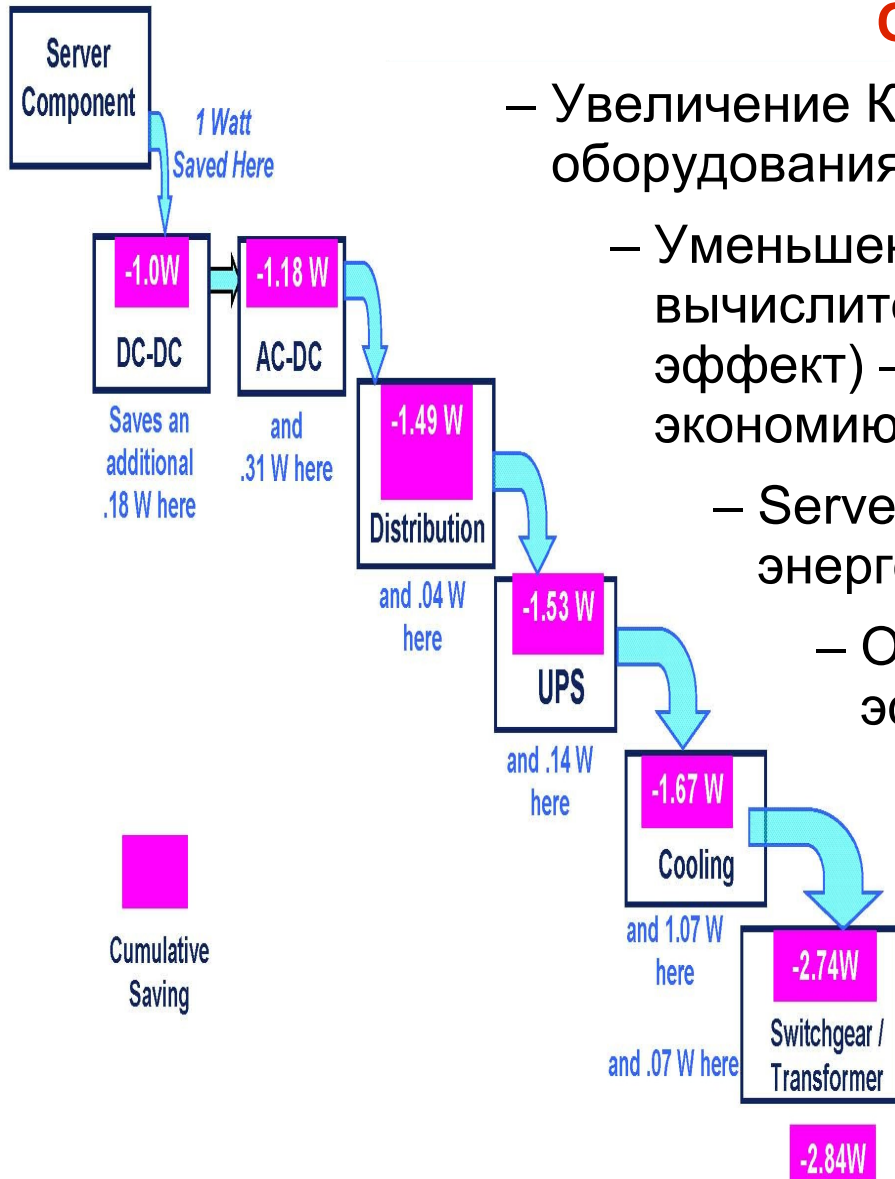 Server
Component
1 Watt
Saved Here
– Увеличение К
оборудования
– Уменьшен
вычислите
эффект) –
экономию
– Serve
энерг
– О
-1.0W
DC-DC
Saves an
additional
.18 W here
-1.18 W
AC-DC
and
.31 W here
-1.49 W
Distribution
and .04 W
here
-1.53 W
UPS
and .14 W
here
-1.67 W
Cooling
and 1.07 W
here
-2.74W
Switchgear /
Transformer
and .07 W here
-2.84W
Cumulative
Saving